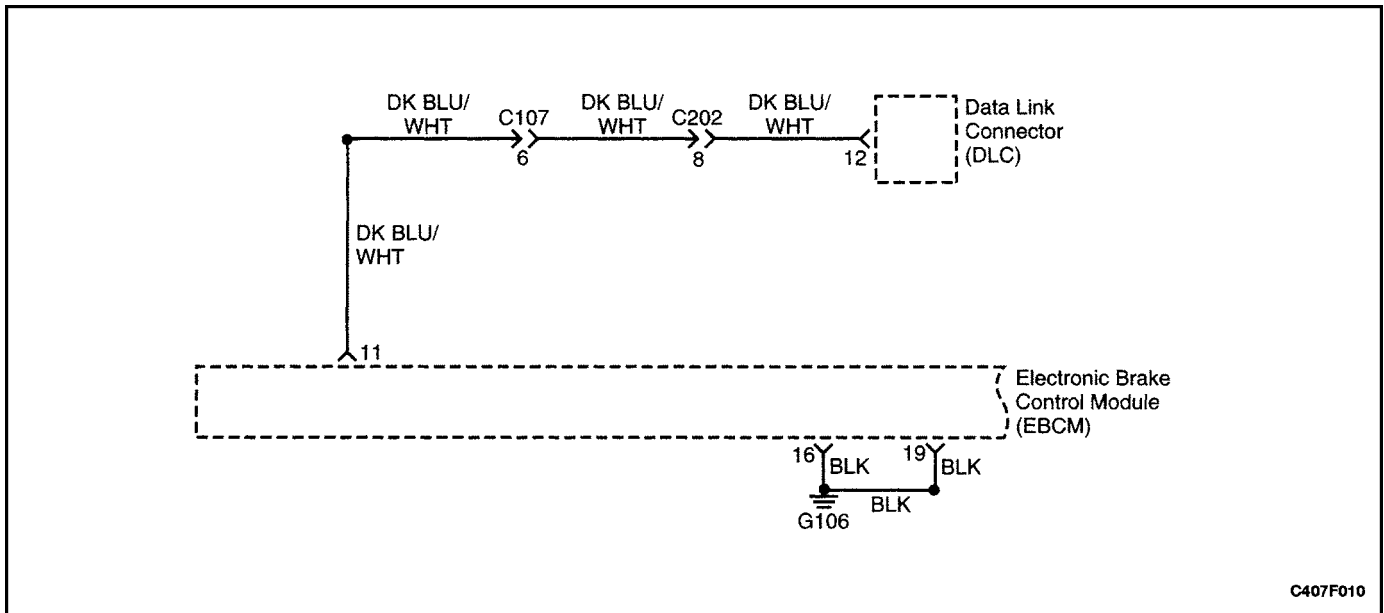 DK BLU/
WHT
C107
6
DK BLU/
WHT
C202
8
DK BLU/
WHT
12
Data Link
Connector
(DLC)
DK BLU/
WHT
11
Electronic Brake
Control Module
(EBCM)
16
BLK
19
BLK
BLK
G106
C407F010